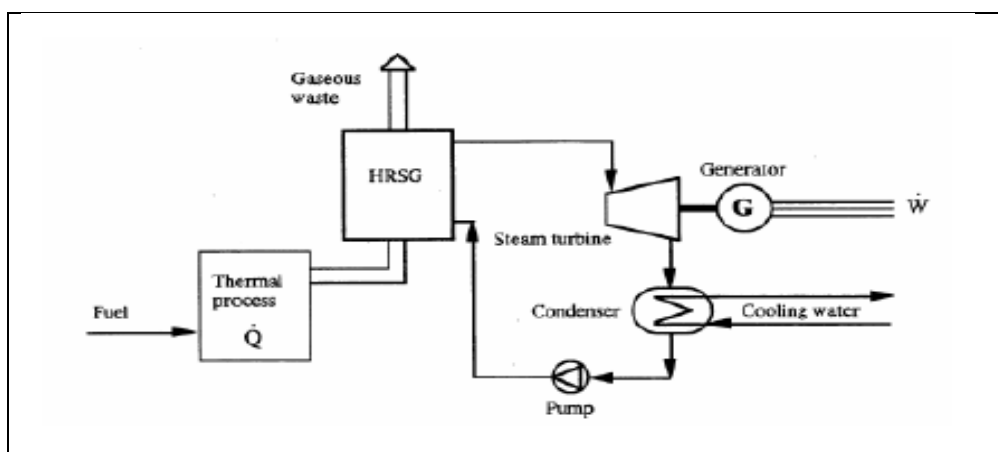 Gaseous
waste
HRSG
Generator
G
Ẇ
Steam turbine
Thermal
process
Q̇
Fuel
Condenser
Cooling water
Pump